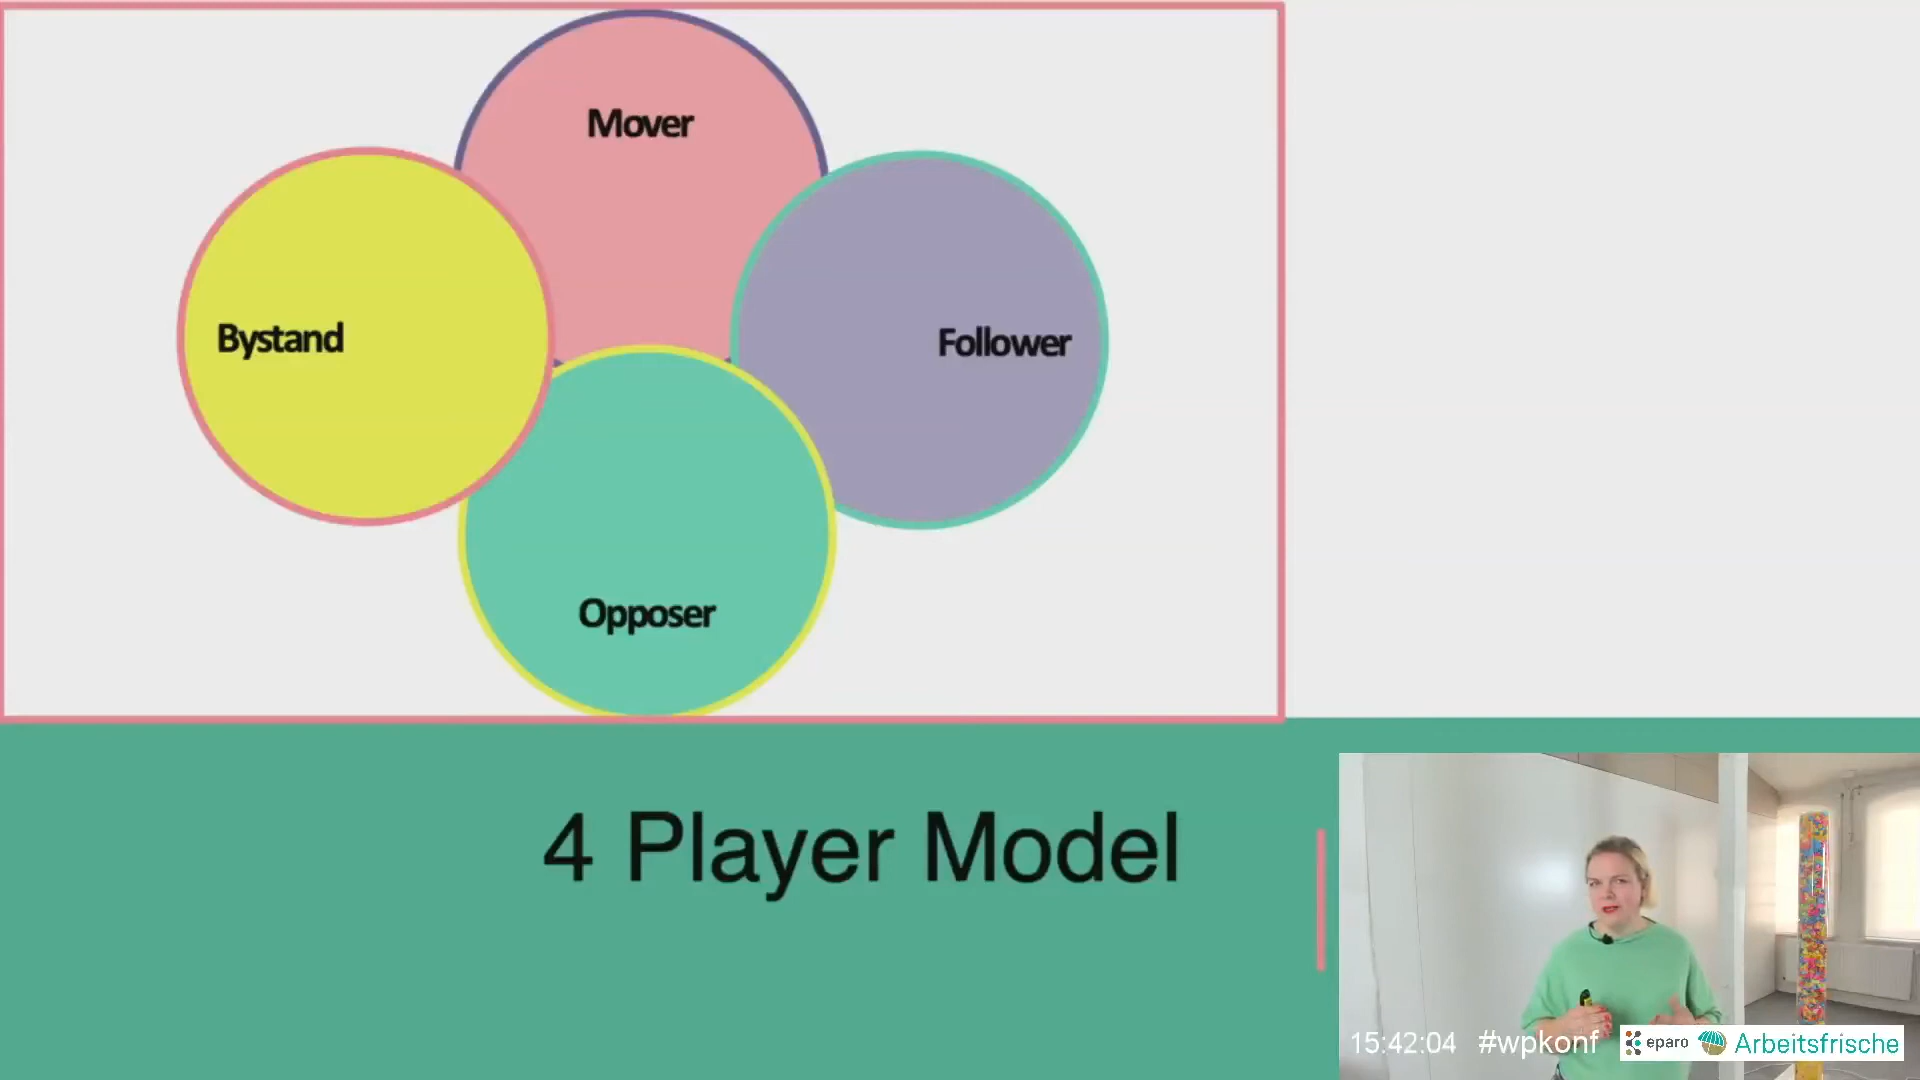 Mover
Bystand
Follower
Opposer
4 Player Model
15:42:04 #wpkonf eparo Arbeitsfrische